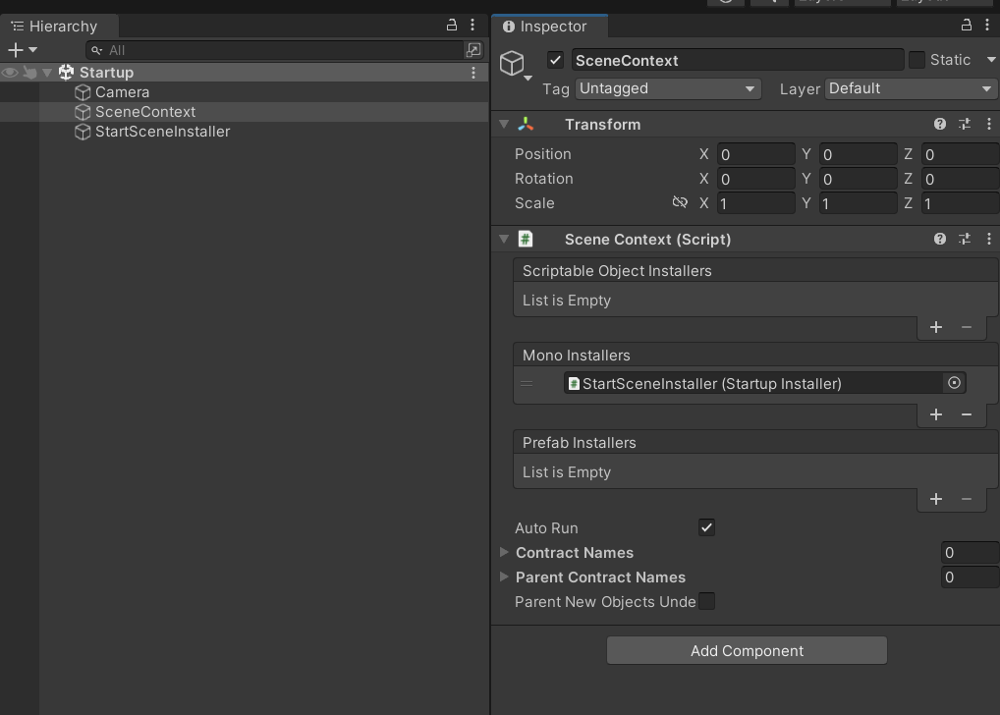 Hierarchy
All
Startup
Camera
SceneContext
StartSceneInstaller
Inspector
SceneContext
Static
Tag Untagged Layer Default
Transform
Position X 0 Y 0 Z 0
Rotation X 0 Y 0 Z 0
Scale X 1 Y 1 Z 1
# Scene Context (Script)
Scriptable Object Installers
List is Empty
+ −
Mono Installers
# StartSceneInstaller (Startup Installer)
+ −
Prefab Installers
List is Empty
+ −
Auto Run
Contract Names 0
Parent Contract Names 0
Parent New Objects Unde
Add Component